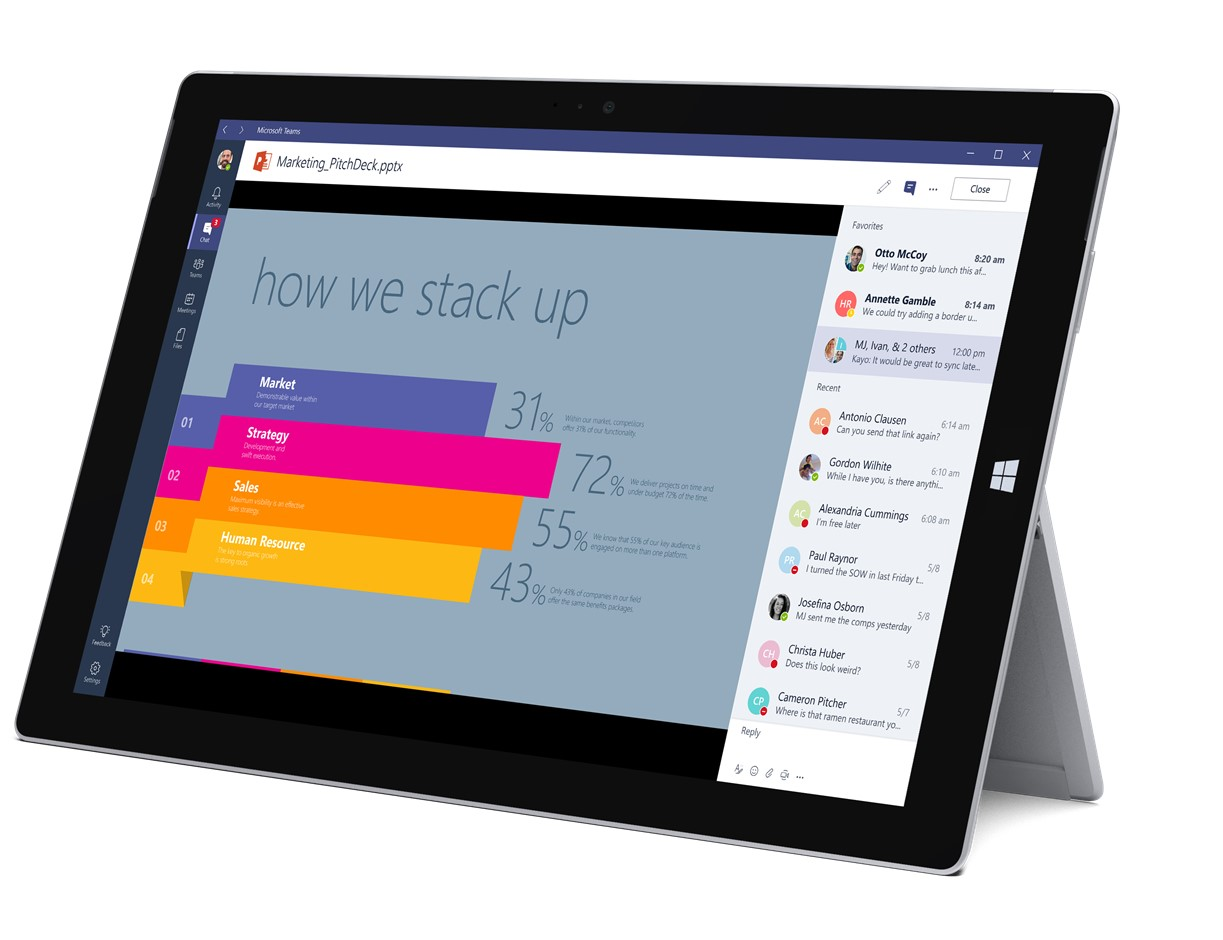 Microsoft Teams
Marketing_PitchDeck.pptx
Close
Activity
3
Chat
Teams
Meetings
Files
Feedback
Settings
how we stack up
01
Market
Demonstrable value within
our target market
31%
Within our market, competitors
offer 31% of our functionality.
02
Strategy
Development and
swift execution.
72%
We deliver projects on time and
under budget 72% of the time.
03
Sales
Maximum visibility is an effective
sales strategy.
55%
We know that 55% of our key audience is
engaged on more than one platform.
04
Human Resource
The key to organic growth
is strong roots.
43%
Only 43% of companies in our field
offer the same benefits packages.
Favorites
Otto McCoy 8:20 am
Hey! Want to grab lunch this af...
HR
Annette Gamble 8:14 am
We could try adding a border u...
MJ, Ivan, & 2 others 12:00 pm
Kayo: It would be great to sync late...
Recent
AC
Antonio Clausen 6:14 am
Can you send that link again?
Gordon Wilhite 6:10 am
While I have you, is there anythi...
AC
Alexandria Cummings 6:08 am
I'm free later
PR
Paul Raynor 5/8
I turned the SOW in last Friday t...
Josefina Osborn 5/8
MJ sent me the comps yesterday
CH
Christa Huber 5/8
Does this look weird?
CP
Cameron Pitcher 5/7
Where is that ramen restaurant yo...
Reply